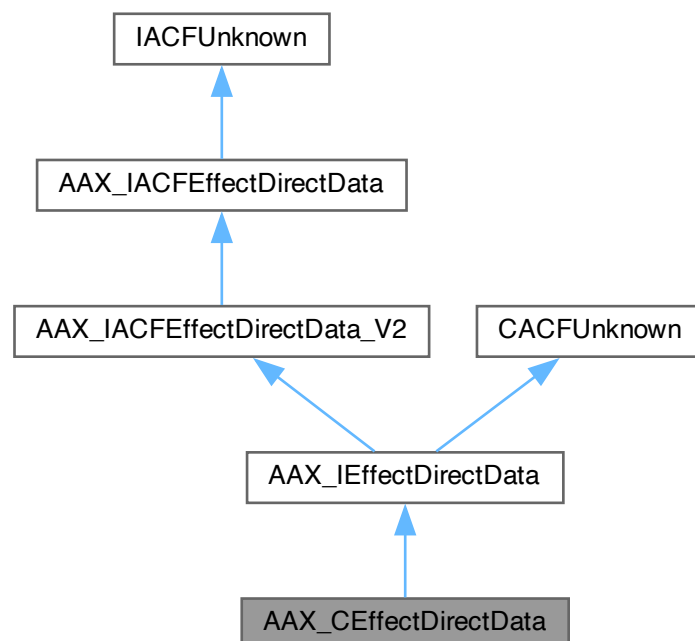 IACFUnknown
AAX_IACFEffectDirectData
AAX_IACFEffectDirectData_V2
CACFUnknown
AAX_IEffectDirectData
AAX_CEffectDirectData